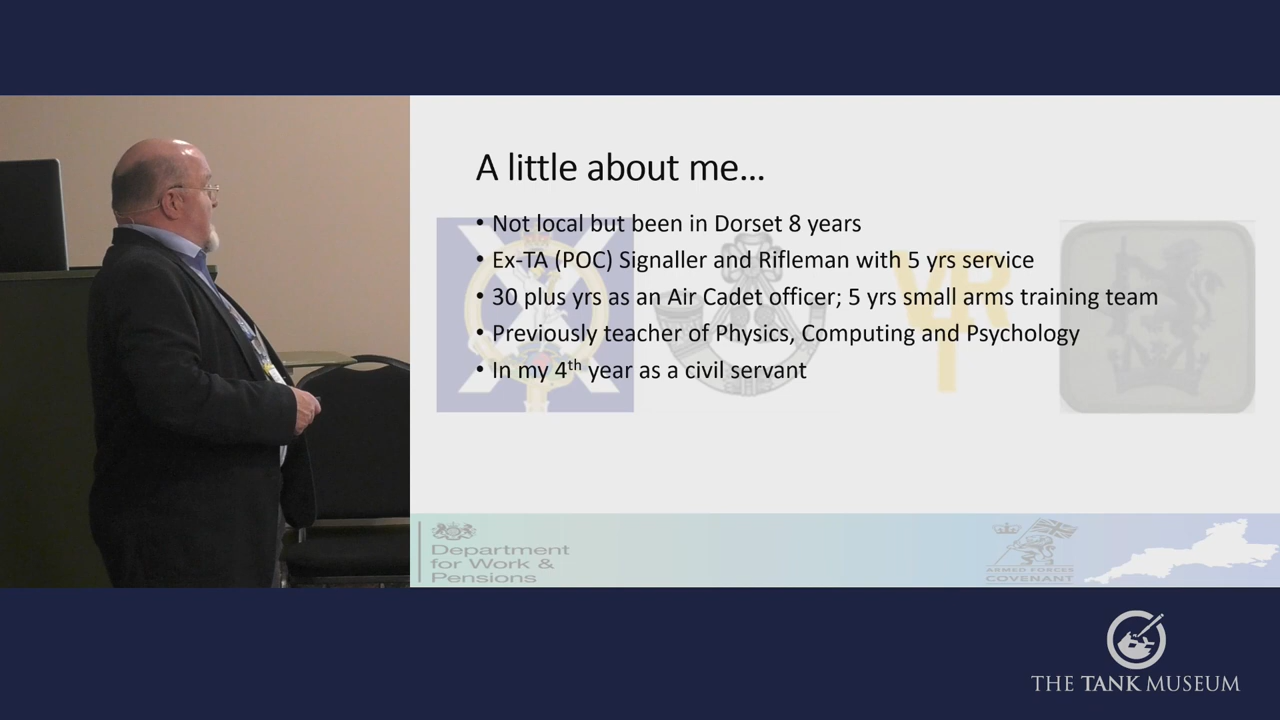 A little about me...
• Not local but been in Dorset 8 years
• Ex-TA (POC) Signaller and Rifleman with 5 yrs service
• 30 plus yrs as an Air Cadet officer; 5 yrs small arms training team
• Previously teacher of Physics, Computing and Psychology
• In my 4th year as a civil servant
YR
Department
for Work &
Pensions
ARMED FORCES
COVENANT
THE TANK MUSEUM